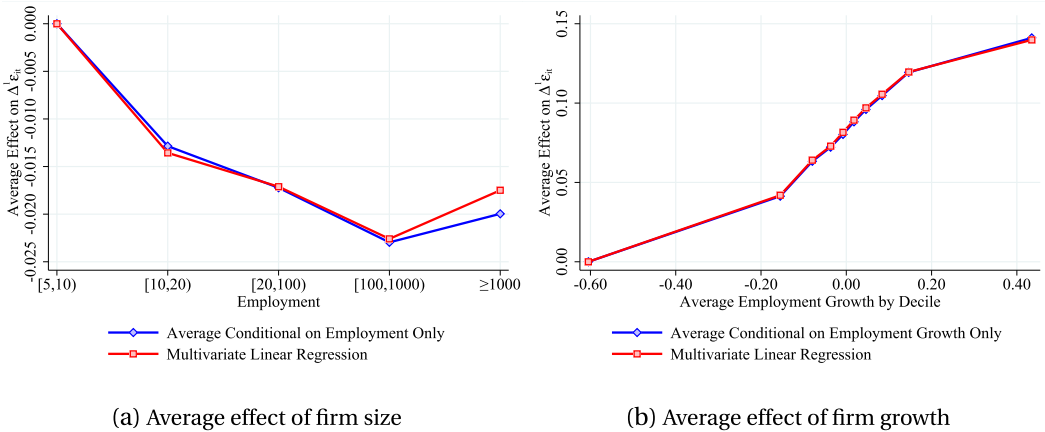 Average Effect on Δ¹ε_it
0.000
-0.005
-0.010
-0.015
-0.020
-0.025
[5,10)
[10,20)
[20,100)
[100,1000)
≥1000
Employment
Average Conditional on Employment Only
Multivariate Linear Regression
(a) Average effect of firm size
Average Effect on Δ¹ε_it
0.15
0.10
0.05
0.00
-0.60
-0.40
-0.20
0.00
0.20
0.40
Average Employment Growth by Decile
Average Conditional on Employment Growth Only
Multivariate Linear Regression
(b) Average effect of firm growth